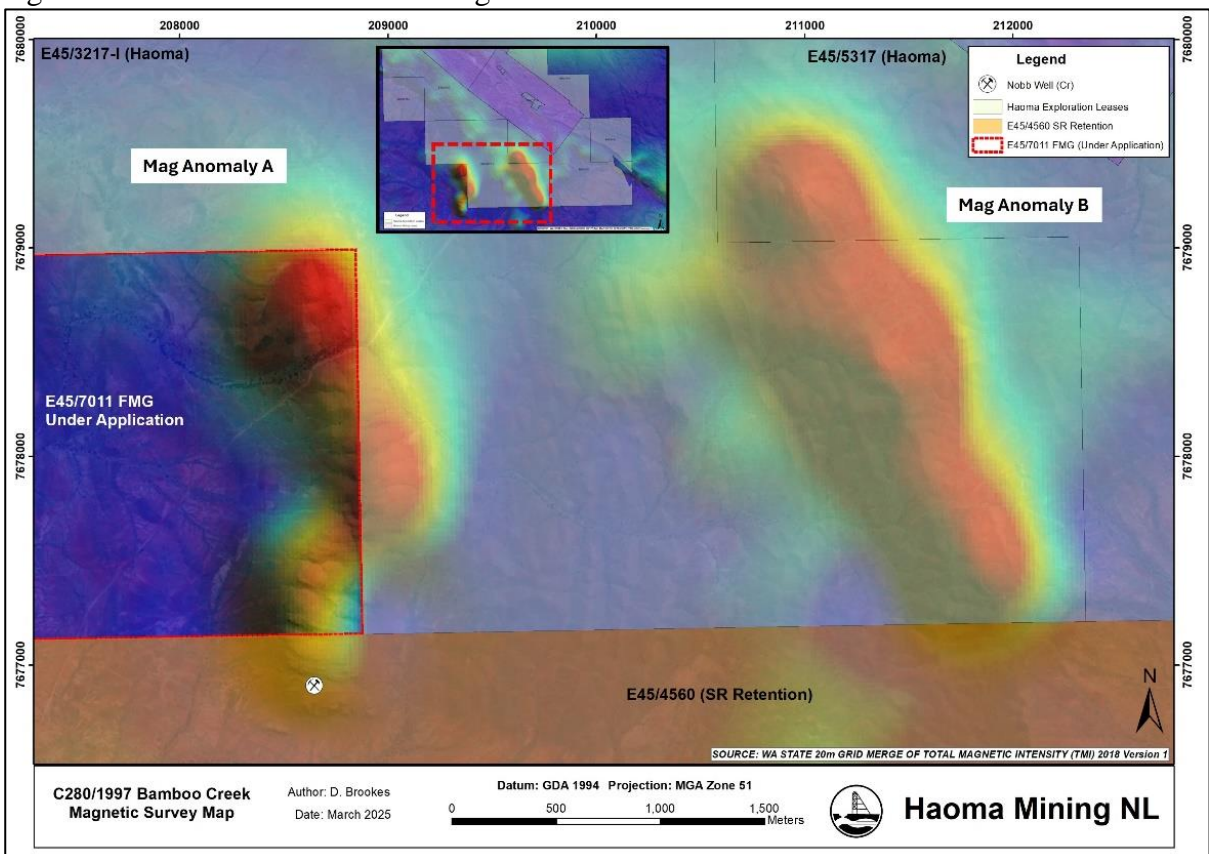 208000 209000 210000 211000 212000
7680000
7680000
E45/3217-I (Haoma)
E45/5317 (Haoma)
Legend
Nobb Well (Cr)
Haoma Exploration Leases
E45/4560 SR Retention
E45/7011 FMG (Under Application)
Mag Anomaly A
Mag Anomaly B
Legend
7679000
7679000
E45/7011 FMG
Under Application
7678000
7678000
7677000
7677000
E45/4560 (SR Retention)
N
SOURCE: WA STATE 20m GRID MERGE OF TOTAL MAGNETIC INTENSITY (TMI) 2018 Version 1
C280/1997 Bamboo Creek
Magnetic Survey Map
Author: D. Brookes
Date: March 2025
Datum: GDA 1994 Projection: MGA Zone 51
0 500 1,000 1,500
Meters
Haoma Mining NL